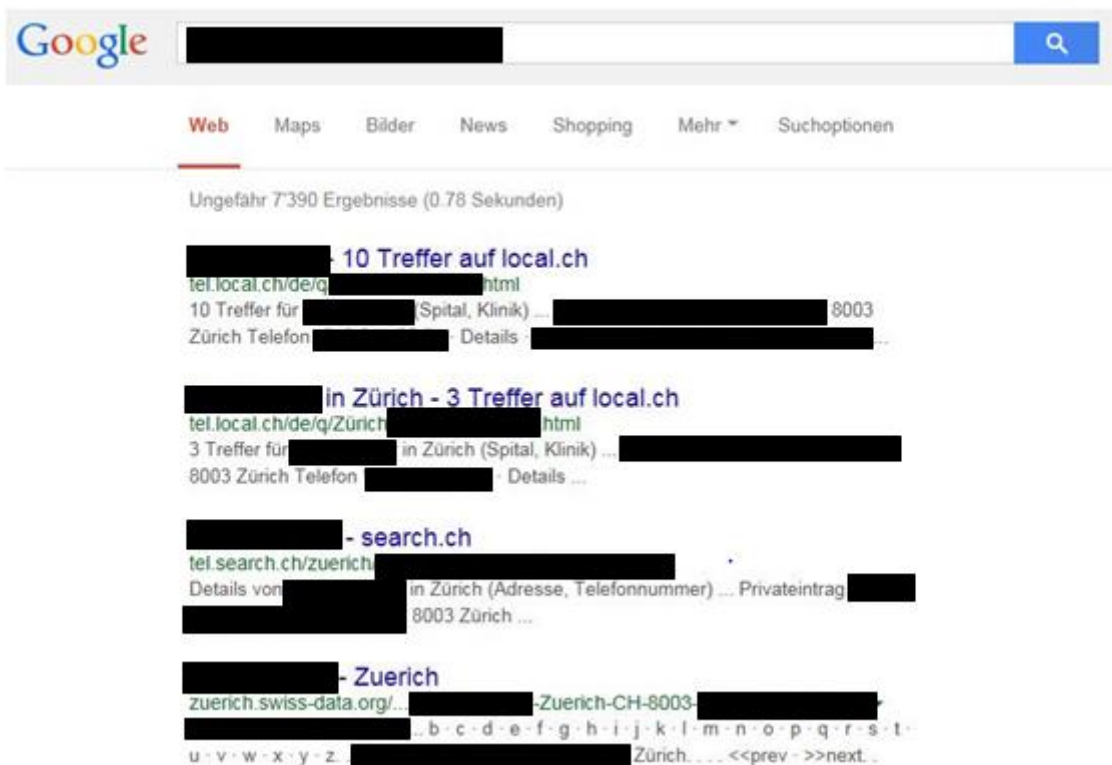 Google
Web Maps Bilder News Shopping Mehr Suchoptionen
Ungefähr 7'390 Ergebnisse (0.78 Sekunden)
- 10 Treffer auf local.ch
tel.local.ch/de/q/ html
10 Treffer für (Spital, Klinik) ... 8003
Zürich Telefon · Details · ...
in Zürich - 3 Treffer auf local.ch
tel.local.ch/de/q/Zürich html
3 Treffer für in Zürich (Spital, Klinik) ...
8003 Zürich Telefon · Details ...
- search.ch
tel.search.ch/zuerich/
Details von in Zürich (Adresse, Telefonnummer) ... Privateintrag
8003 Zürich ...
- Zuerich
zuerich.swiss-data.org/... -Zuerich-CH-8003-
.. b · c · d · e · f · g · h · i · j · k · l · m · n · o · p · q · r · s · t ·
u · v · w · x · y · z. . Zürich. . . . <<prev · >>next. .